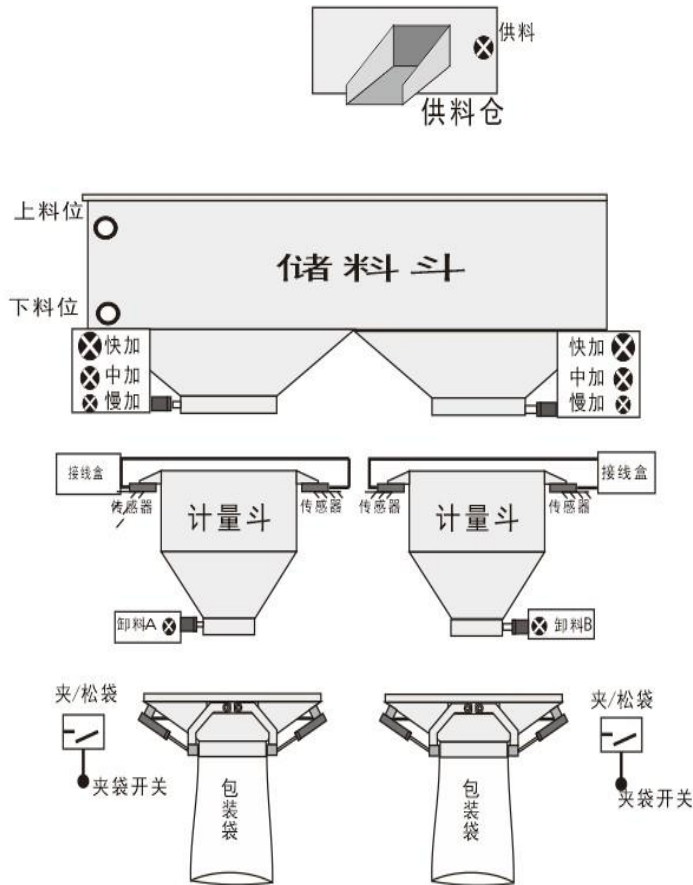 供料
供料仓
上料位
储料斗
下料位
快加
中加
慢加
快加
中加
慢加
接线盒
传感器
计量斗
传感器
传感器
计量斗
传感器
接线盒
卸料A
卸料B
夹/松袋
夹袋开关
包装袋
包装袋
夹/松袋
夹袋开关